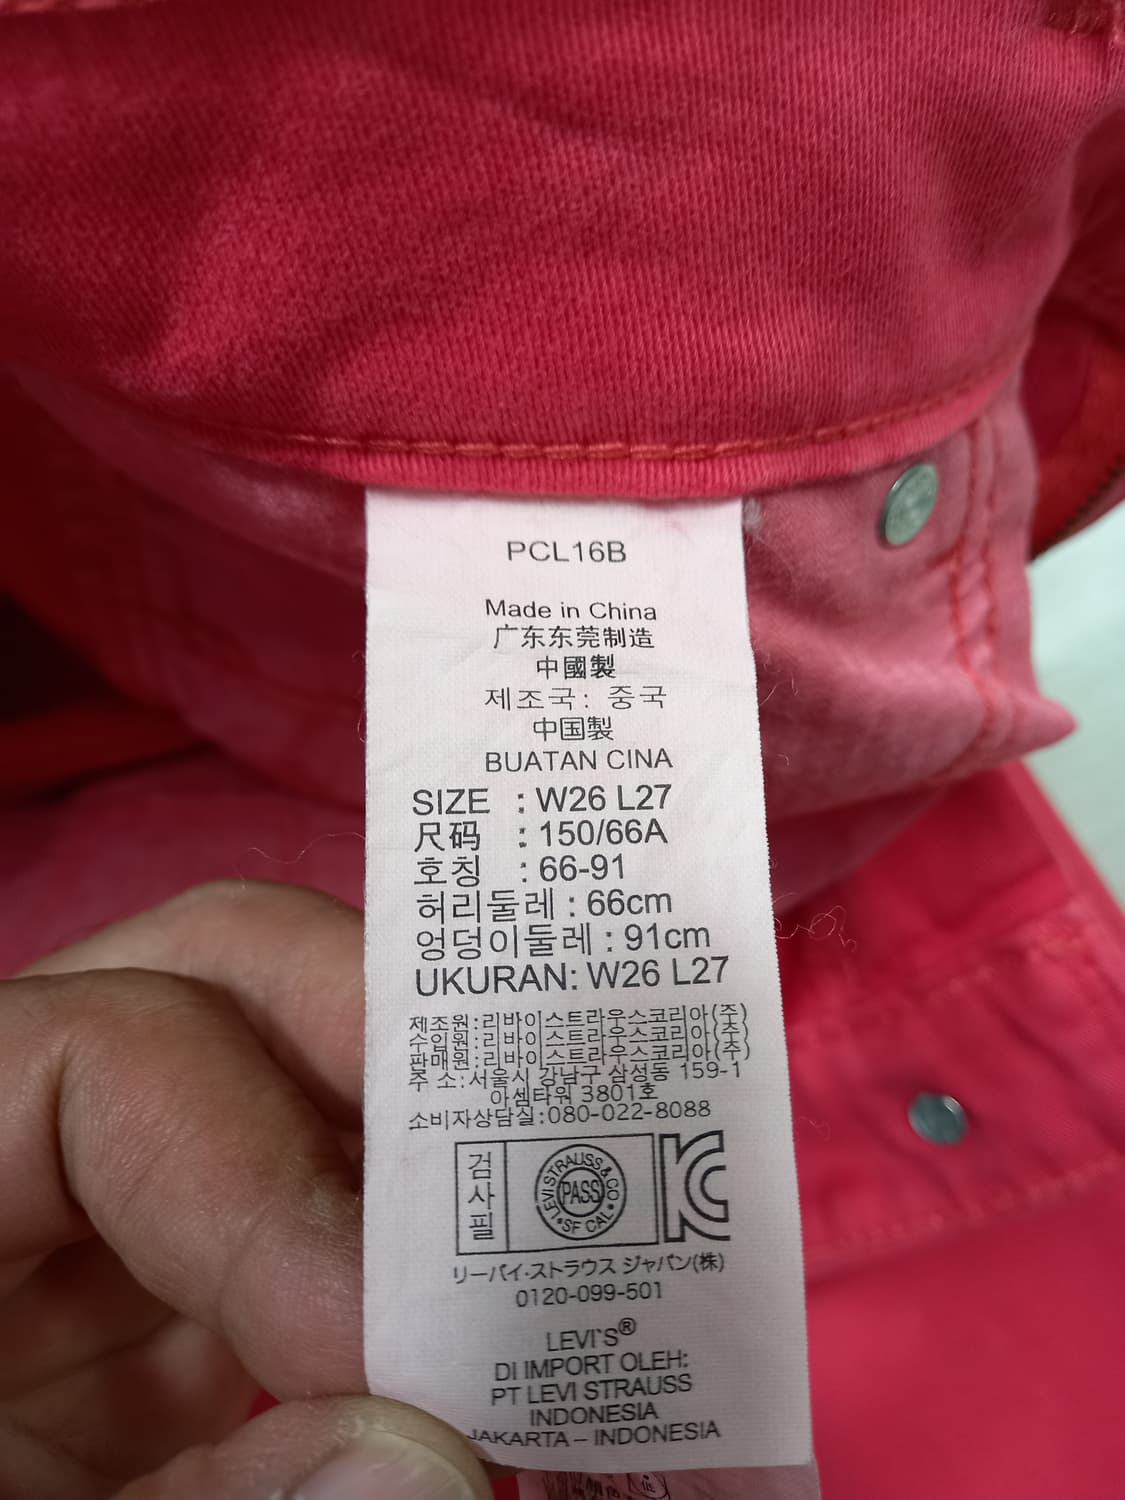 PCL16B
Made in China
广东东莞制造
中國製
제조국: 중국
中国製
BUATAN CINA
SIZE : W26 L27
尺码 : 150/66A
호칭 : 66-91
허리둘레 : 66cm
엉덩이둘레 : 91cm
UKURAN: W26 L27
제조원:리바이스트라우스코리아(주)
수입원:리바이스트라우스코리아(주)
판매원:리바이스트라우스코리아(주)
주 소:서울시 강남구 삼성동 159-1
아셈타워 3801호
소비자상담실:080-022-8088
검사필
LEVI STRAUSS & CO
PASS
SF CAL
KC
リーバイ・ストラウス ジャパン(株)
0120-099-501
LEVI`S®
DI IMPORT OLEH:
PT LEVI STRAUSS
INDONESIA
JAKARTA – INDONESIA